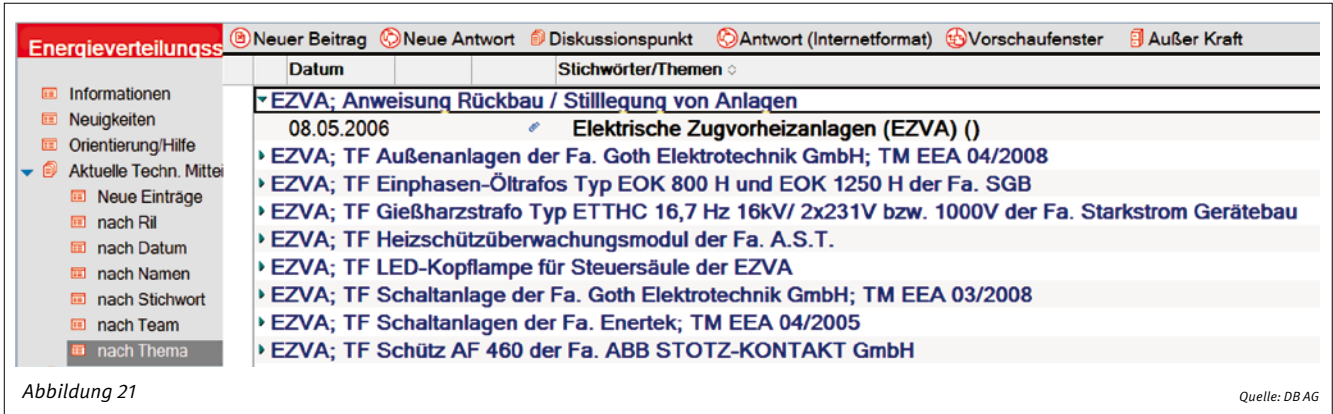 Energieverteilungss
Neuer Beitrag Neue Antwort Diskussionspunkt Antwort (Internetformat) Vorschaufenster Außer Kraft
Datum Stichwörter/Themen
Informationen
Neuigkeiten
Orientierung/Hilfe
Aktuelle Techn. Mittei
Neue Einträge
nach Ril
nach Datum
nach Namen
nach Stichwort
nach Team
nach Thema
EZVA; Anweisung Rückbau / Stilllegung von Anlagen
08.05.2006 Elektrische Zugvorheizanlagen (EZVA) ()
EZVA; TF Außenanlagen der Fa. Goth Elektrotechnik GmbH; TM EEA 04/2008
EZVA; TF Einphasen-Öltrafos Typ EOK 800 H und EOK 1250 H der Fa. SGB
EZVA; TF Gießharzstrafo Typ ETTHC 16,7 Hz 16kV/ 2x231V bzw. 1000V der Fa. Starkstrom Gerätebau
EZVA; TF Heizschützüberwachungsmodul der Fa. A.S.T.
EZVA; TF LED-Kopflampe für Steuersäule der EZVA
EZVA; TF Schaltanlage der Fa. Goth Elektrotechnik GmbH; TM EEA 03/2008
EZVA; TF Schaltanlagen der Fa. Enertek; TM EEA 04/2005
EZVA; TF Schütz AF 460 der Fa. ABB STOTZ-KONTAKT GmbH
Abbildung 21
Quelle: DB AG